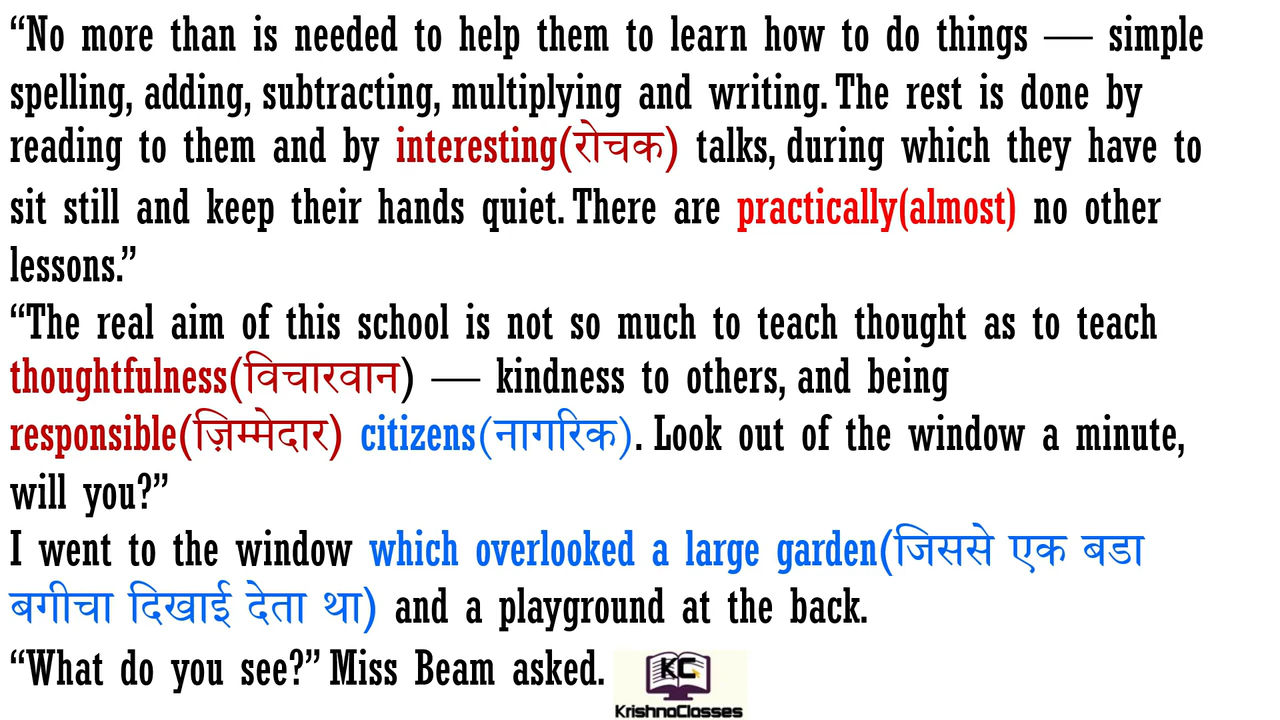 “No more than is needed to help them to learn how to do things — simple
spelling, adding, subtracting, multiplying and writing. The rest is done by
reading to them and by interesting(रोचक) talks, during which they have to
sit still and keep their hands quiet. There are practically(almost) no other
lessons.”
“The real aim of this school is not so much to teach thought as to teach
thoughtfulness(विचारवान) — kindness to others, and being
responsible(ज़िम्मेदार) citizens(नागरिक). Look out of the window a minute,
will you?”
I went to the window which overlooked a large garden(जिससे एक बडा
बगीचा दिखाई देता था) and a playground at the back.
“What do you see?” Miss Beam asked.
KC
KrishnaClasses